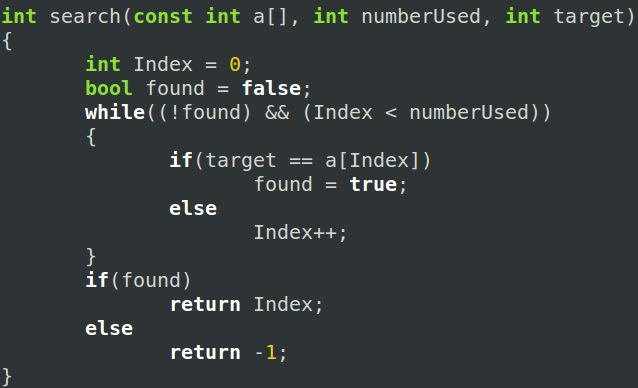 int search(const int a[], int numberUsed, int target)
{
        int Index = 0;
        bool found = false;
        while((!found) && (Index < numberUsed))
        {
                if(target == a[Index])
                        found = true;
                else
                        Index++;
        }
        if(found)
                return Index;
        else
                return -1;
}